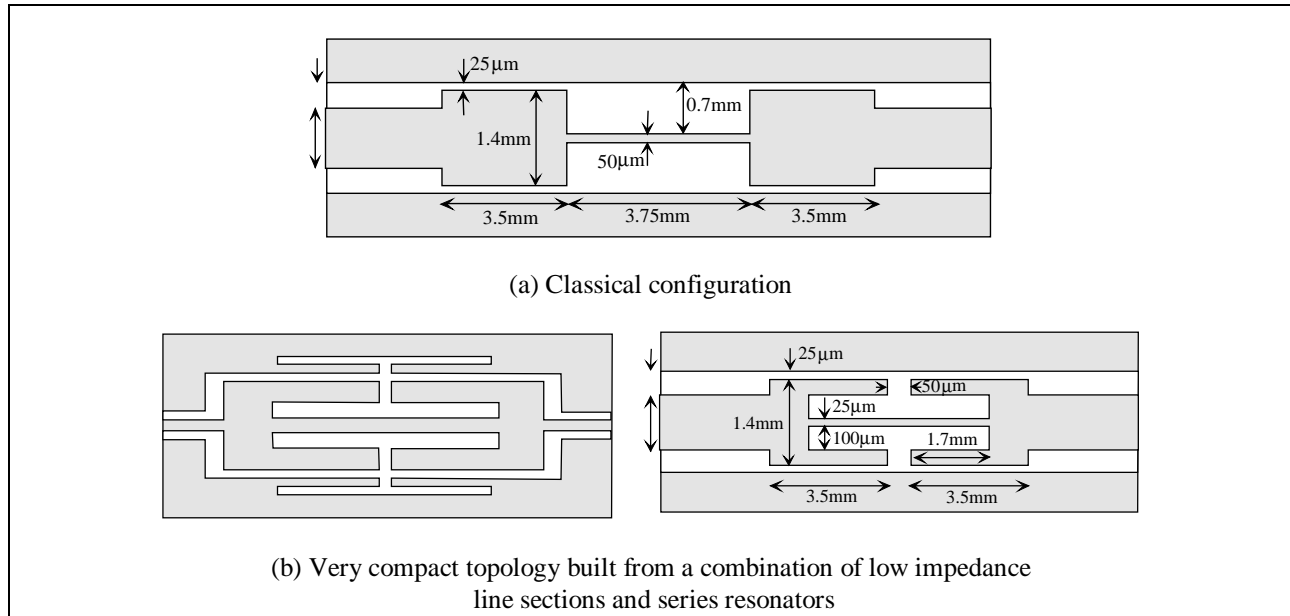 25μm
0.7mm
1.4mm
50μm
3.5mm
3.75mm
3.5mm
(a) Classical configuration
25μm
50μm
25μm
1.4mm
100μm
1.7mm
3.5mm
3.5mm
(b) Very compact topology built from a combination of low impedance
line sections and series resonators